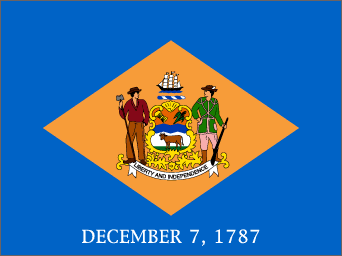 LIBERTY AND INDEPENDENCE
DECEMBER 7, 1787